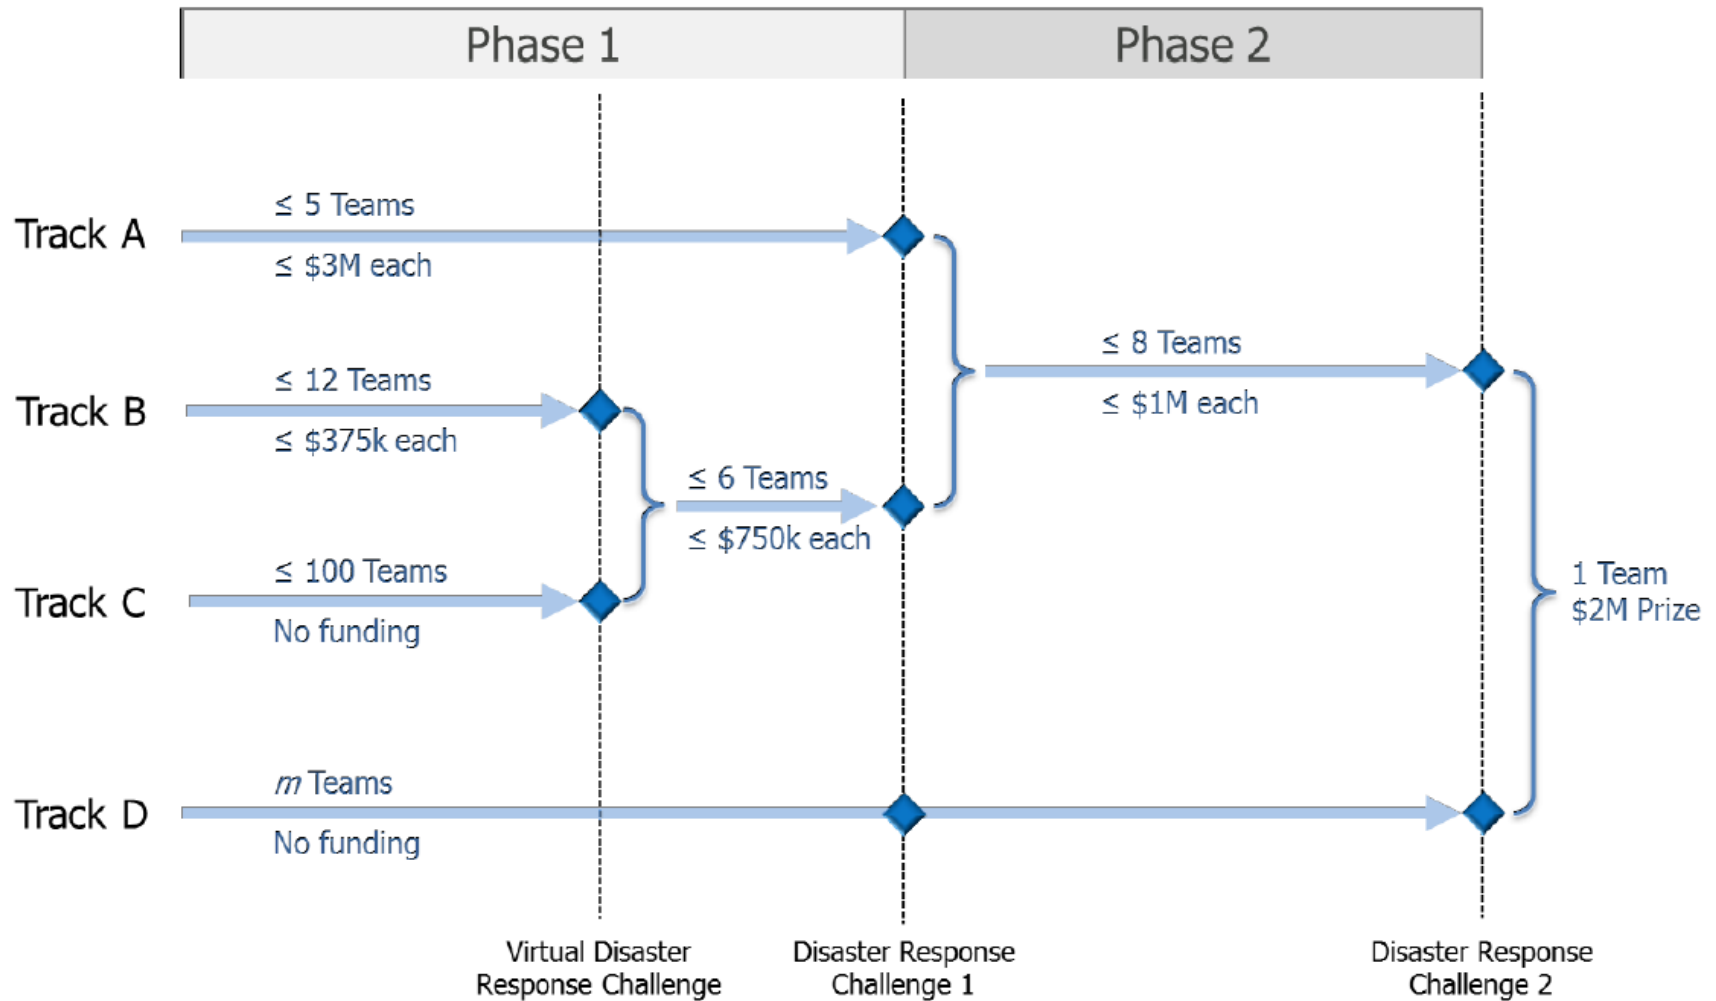 Phase 1
Phase 2
Track A
≤ 5 Teams
≤ $3M each
Track B
≤ 12 Teams
≤ $375k each
≤ 8 Teams
≤ $1M each
≤ 6 Teams
≤ $750k each
Track C
≤ 100 Teams
No funding
1 Team
$2M Prize
Track D
m Teams
No funding
Virtual Disaster
Response Challenge
Disaster Response
Challenge 1
Disaster Response
Challenge 2